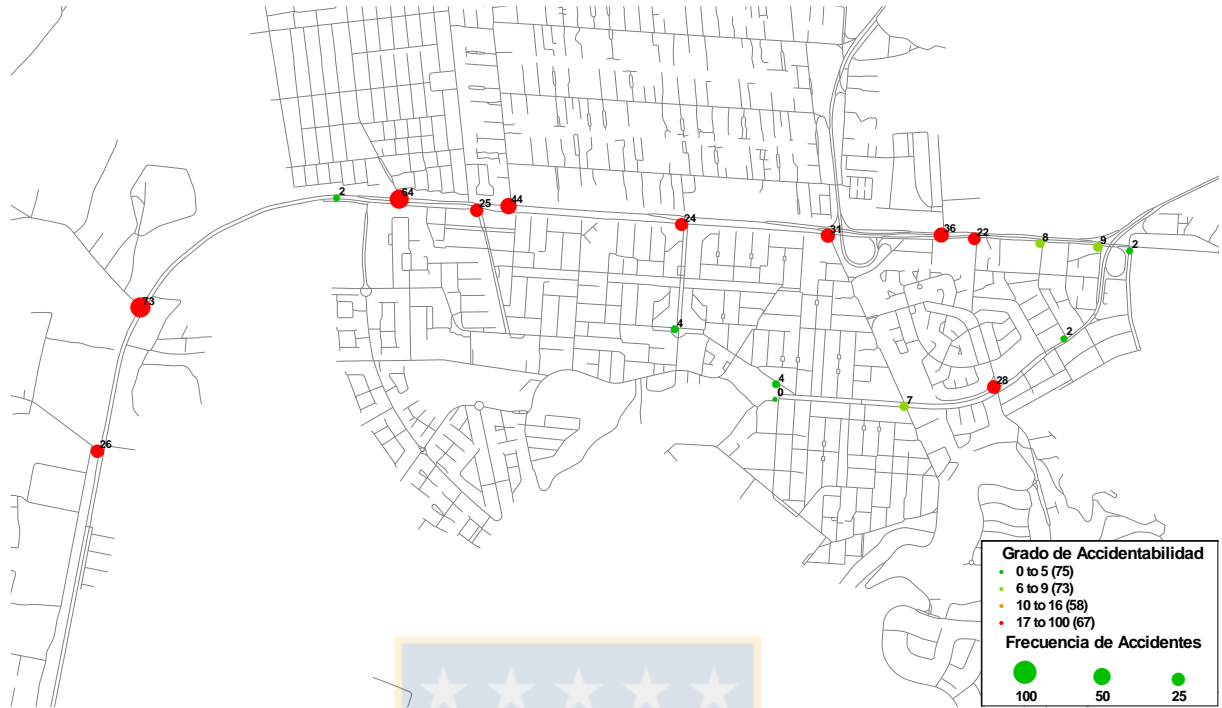 2
64
25
44
24
31
36
22
8
9
2
73
4
2
4
0
28
7
26
Grado de Accidentabilidad
0 to 5 (75)
6 to 9 (73)
10 to 16 (58)
17 to 100 (67)
Frecuencia de Accidentes
100 50 25